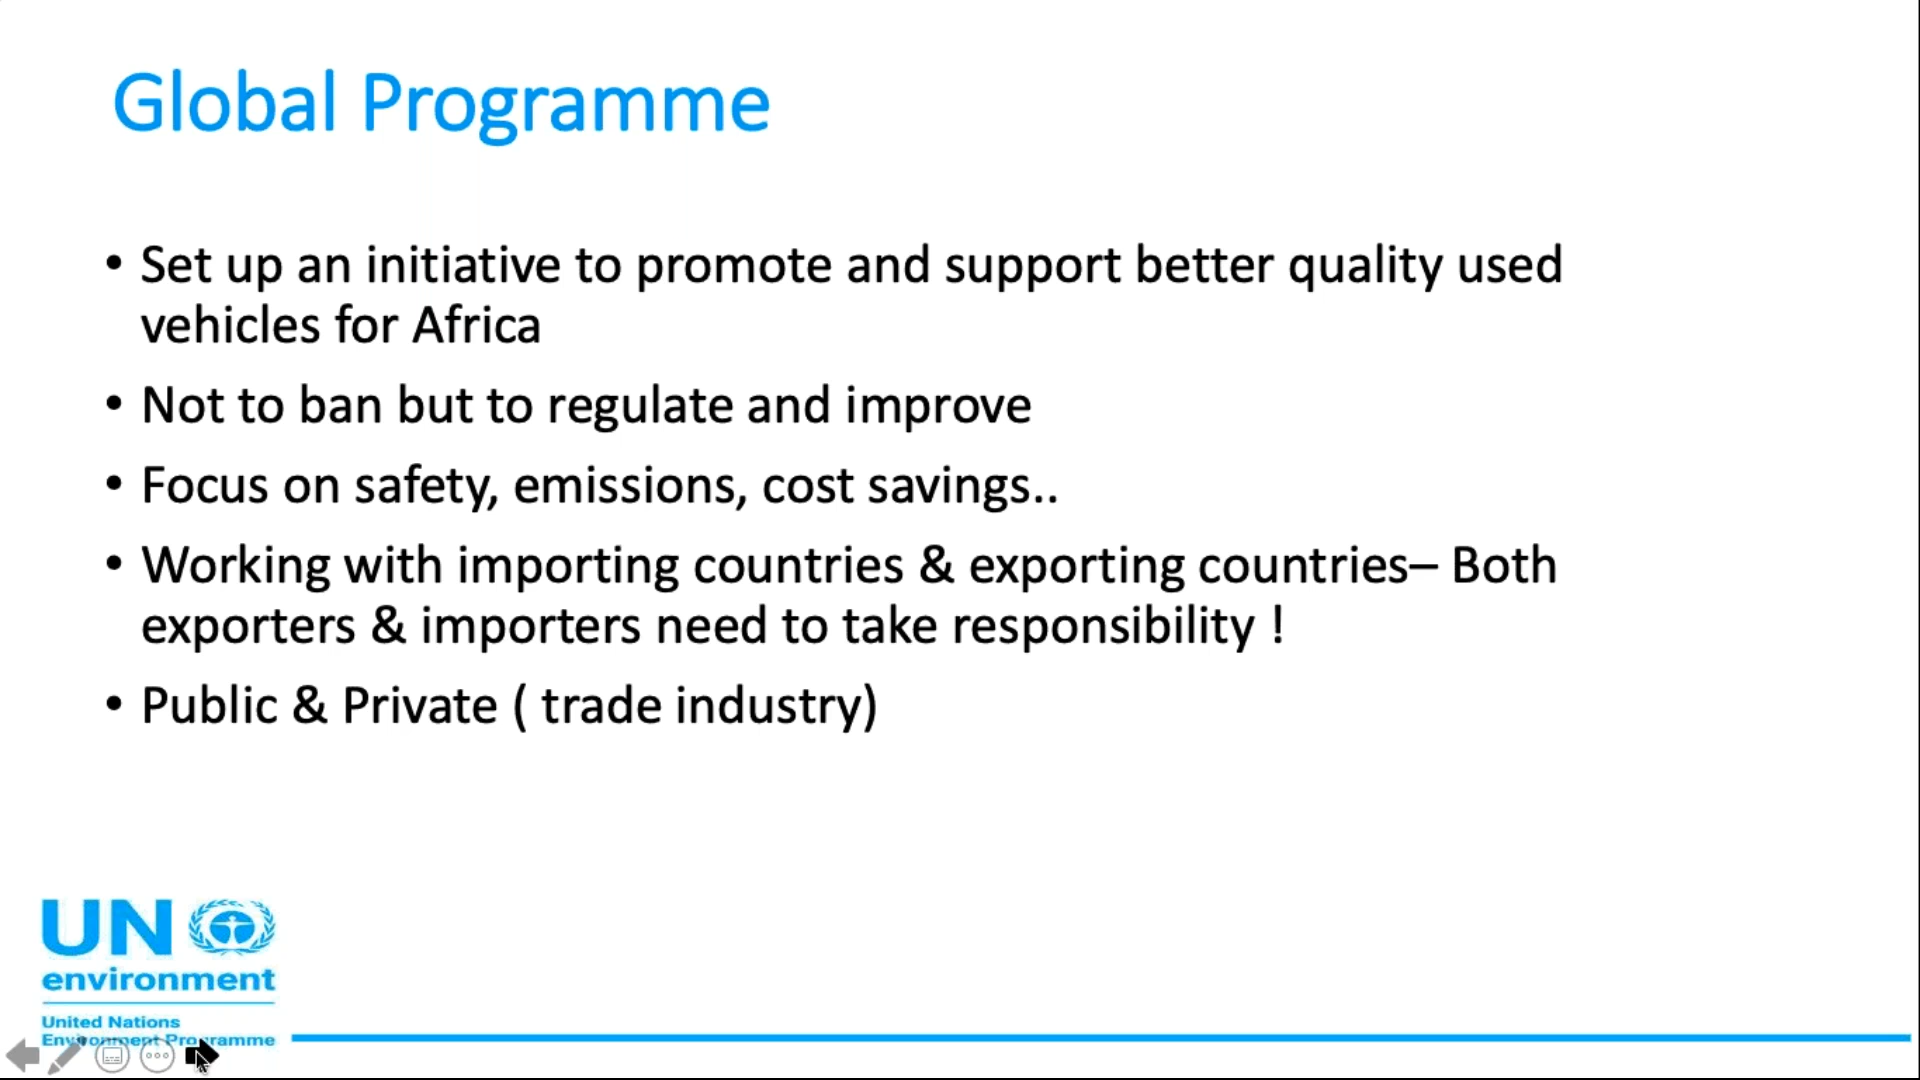 Global Programme
• Set up an initiative to promote and support better quality used
vehicles for Africa
• Not to ban but to regulate and improve
• Focus on safety, emissions, cost savings..
• Working with importing countries & exporting countries– Both
exporters & importers need to take responsibility !
• Public & Private ( trade industry)
UN
environment
United Nations
Environment Programme